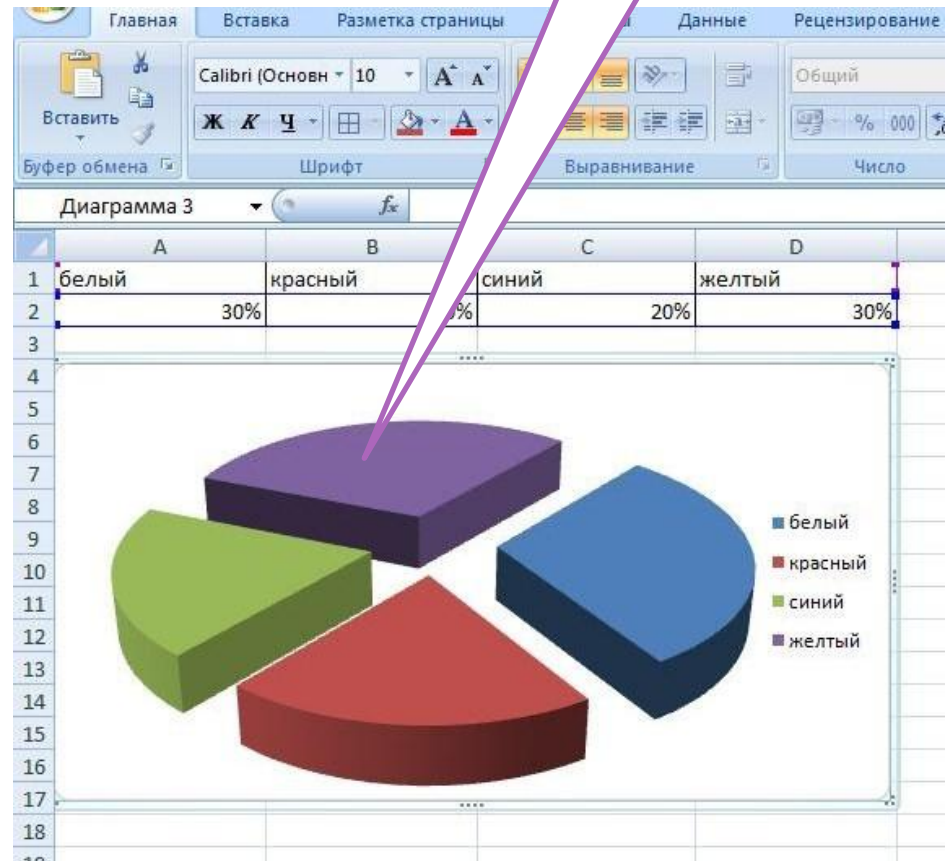 Главная Вставка Разметка страницы Данные Рецензирование
Calibri (Основн 10 А А Общий
Вставить Ж К Ч А % 000
Буфер обмена Шрифт Выравнивание Число
Диаграмма 3 fx
A B C D
1 белый красный синий желтый
2 30% % 20% 30%
3
4
5
6
7
8
9
10
11
12
13
14
15
16
17
18
белый
красный
синий
желтый